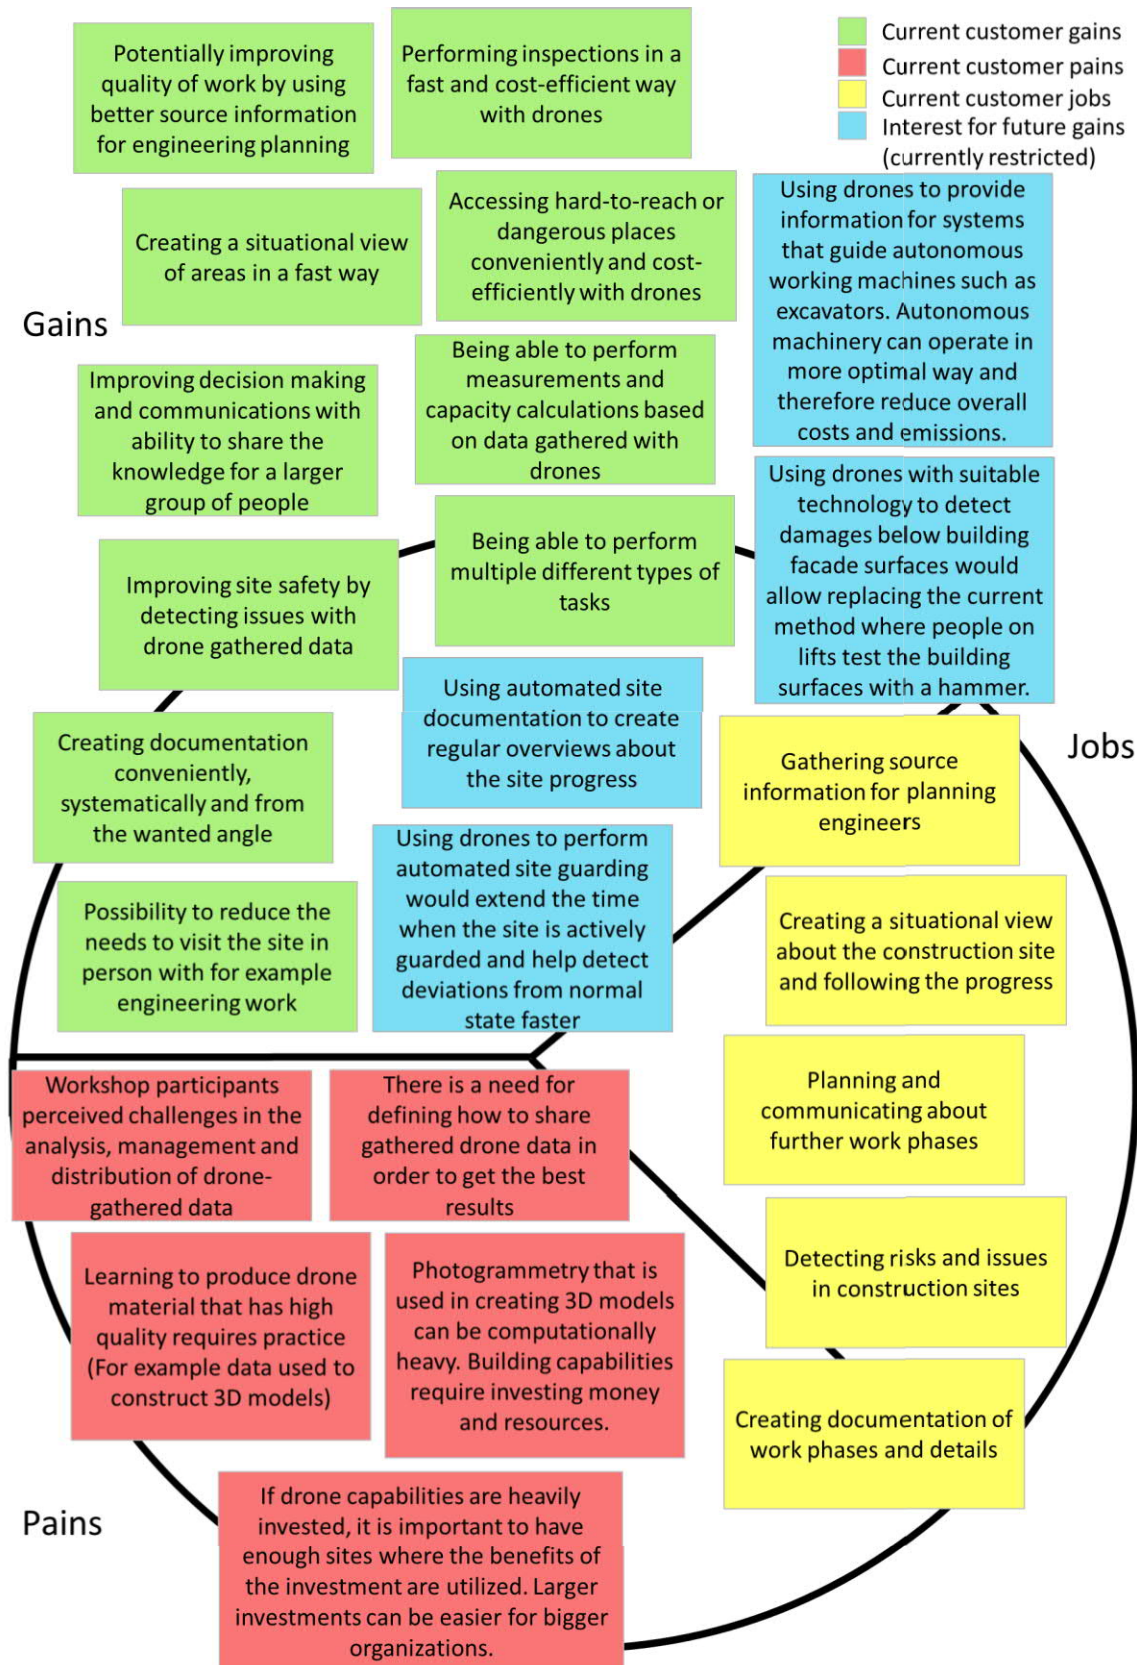 Potentially improving
quality of work by using
better source information
for engineering planning
Performing inspections in a
fast and cost-efficient way
with drones
Current customer gains
Current customer pains
Current customer jobs
Interest for future gains
(currently restricted)
Creating a situational view
of areas in a fast way
Accessing hard-to-reach or
dangerous places
conveniently and cost-
efficiently with drones
Using drones to provide
information for systems
that guide autonomous
working machines such as
excavators. Autonomous
machinery can operate in
more optimal way and
therefore reduce overall
costs and emissions.
Gains
Improving decision making
and communications with
ability to share the
knowledge for a larger
group of people
Being able to perform
measurements and
capacity calculations based
on data gathered with
drones
Using drones with suitable
technology to detect
damages below building
facade surfaces would
allow replacing the current
method where people on
lifts test the building
surfaces with a hammer.
Improving site safety by
detecting issues with
drone gathered data
Being able to perform
multiple different types of
tasks
Using automated site
documentation to create
regular overviews about
the site progress
Creating documentation
conveniently,
systematically and from
the wanted angle
Gathering source
information for planning
engineers
Jobs
Using drones to perform
automated site guarding
would extend the time
when the site is actively
guarded and help detect
deviations from normal
state faster
Possibility to reduce the
needs to visit the site in
person with for example
engineering work
Creating a situational view
about the construction site
and following the progress
Workshop participants
perceived challenges in the
analysis, management and
distribution of drone-
gathered data
There is a need for
defining how to share
gathered drone data in
order to get the best
results
Planning and
communicating about
further work phases
Learning to produce drone
material that has high
quality requires practice
(For example data used to
construct 3D models)
Photogrammetry that is
used in creating 3D models
can be computationally
heavy. Building capabilities
require investing money
and resources.
Detecting risks and issues
in construction sites
Creating documentation of
work phases and details
Pains
If drone capabilities are heavily
invested, it is important to have
enough sites where the benefits of
the investment are utilized. Larger
investments can be easier for bigger
organizations.